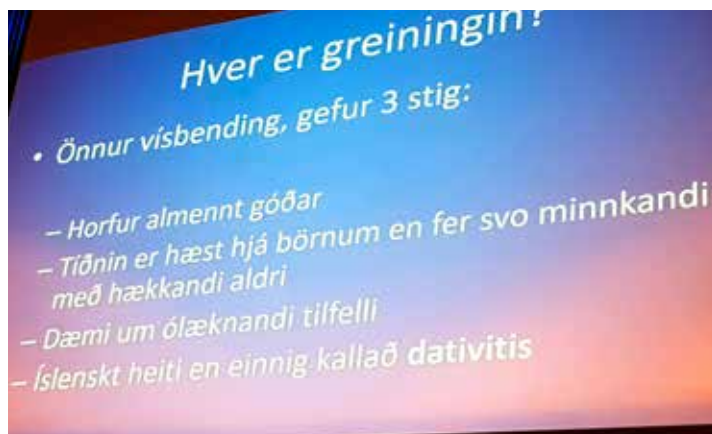 Hver er greiningin?
• Önnur vísbending, gefur 3 stig:
– Horfur almennt góðar
– Tíðnin er hæst hjá börnum en fer svo minnkandi
með hækkandi aldri
– Dæmi um ólæknandi tilfelli
– Íslenskt heiti en einnig kallað dativitis